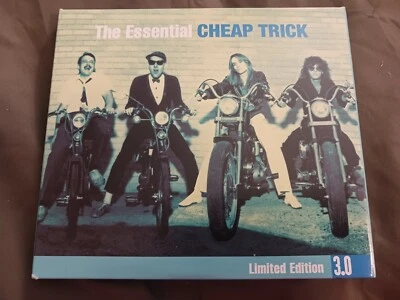 The Essential CHEAP TRICK
Limited Edition 3.0